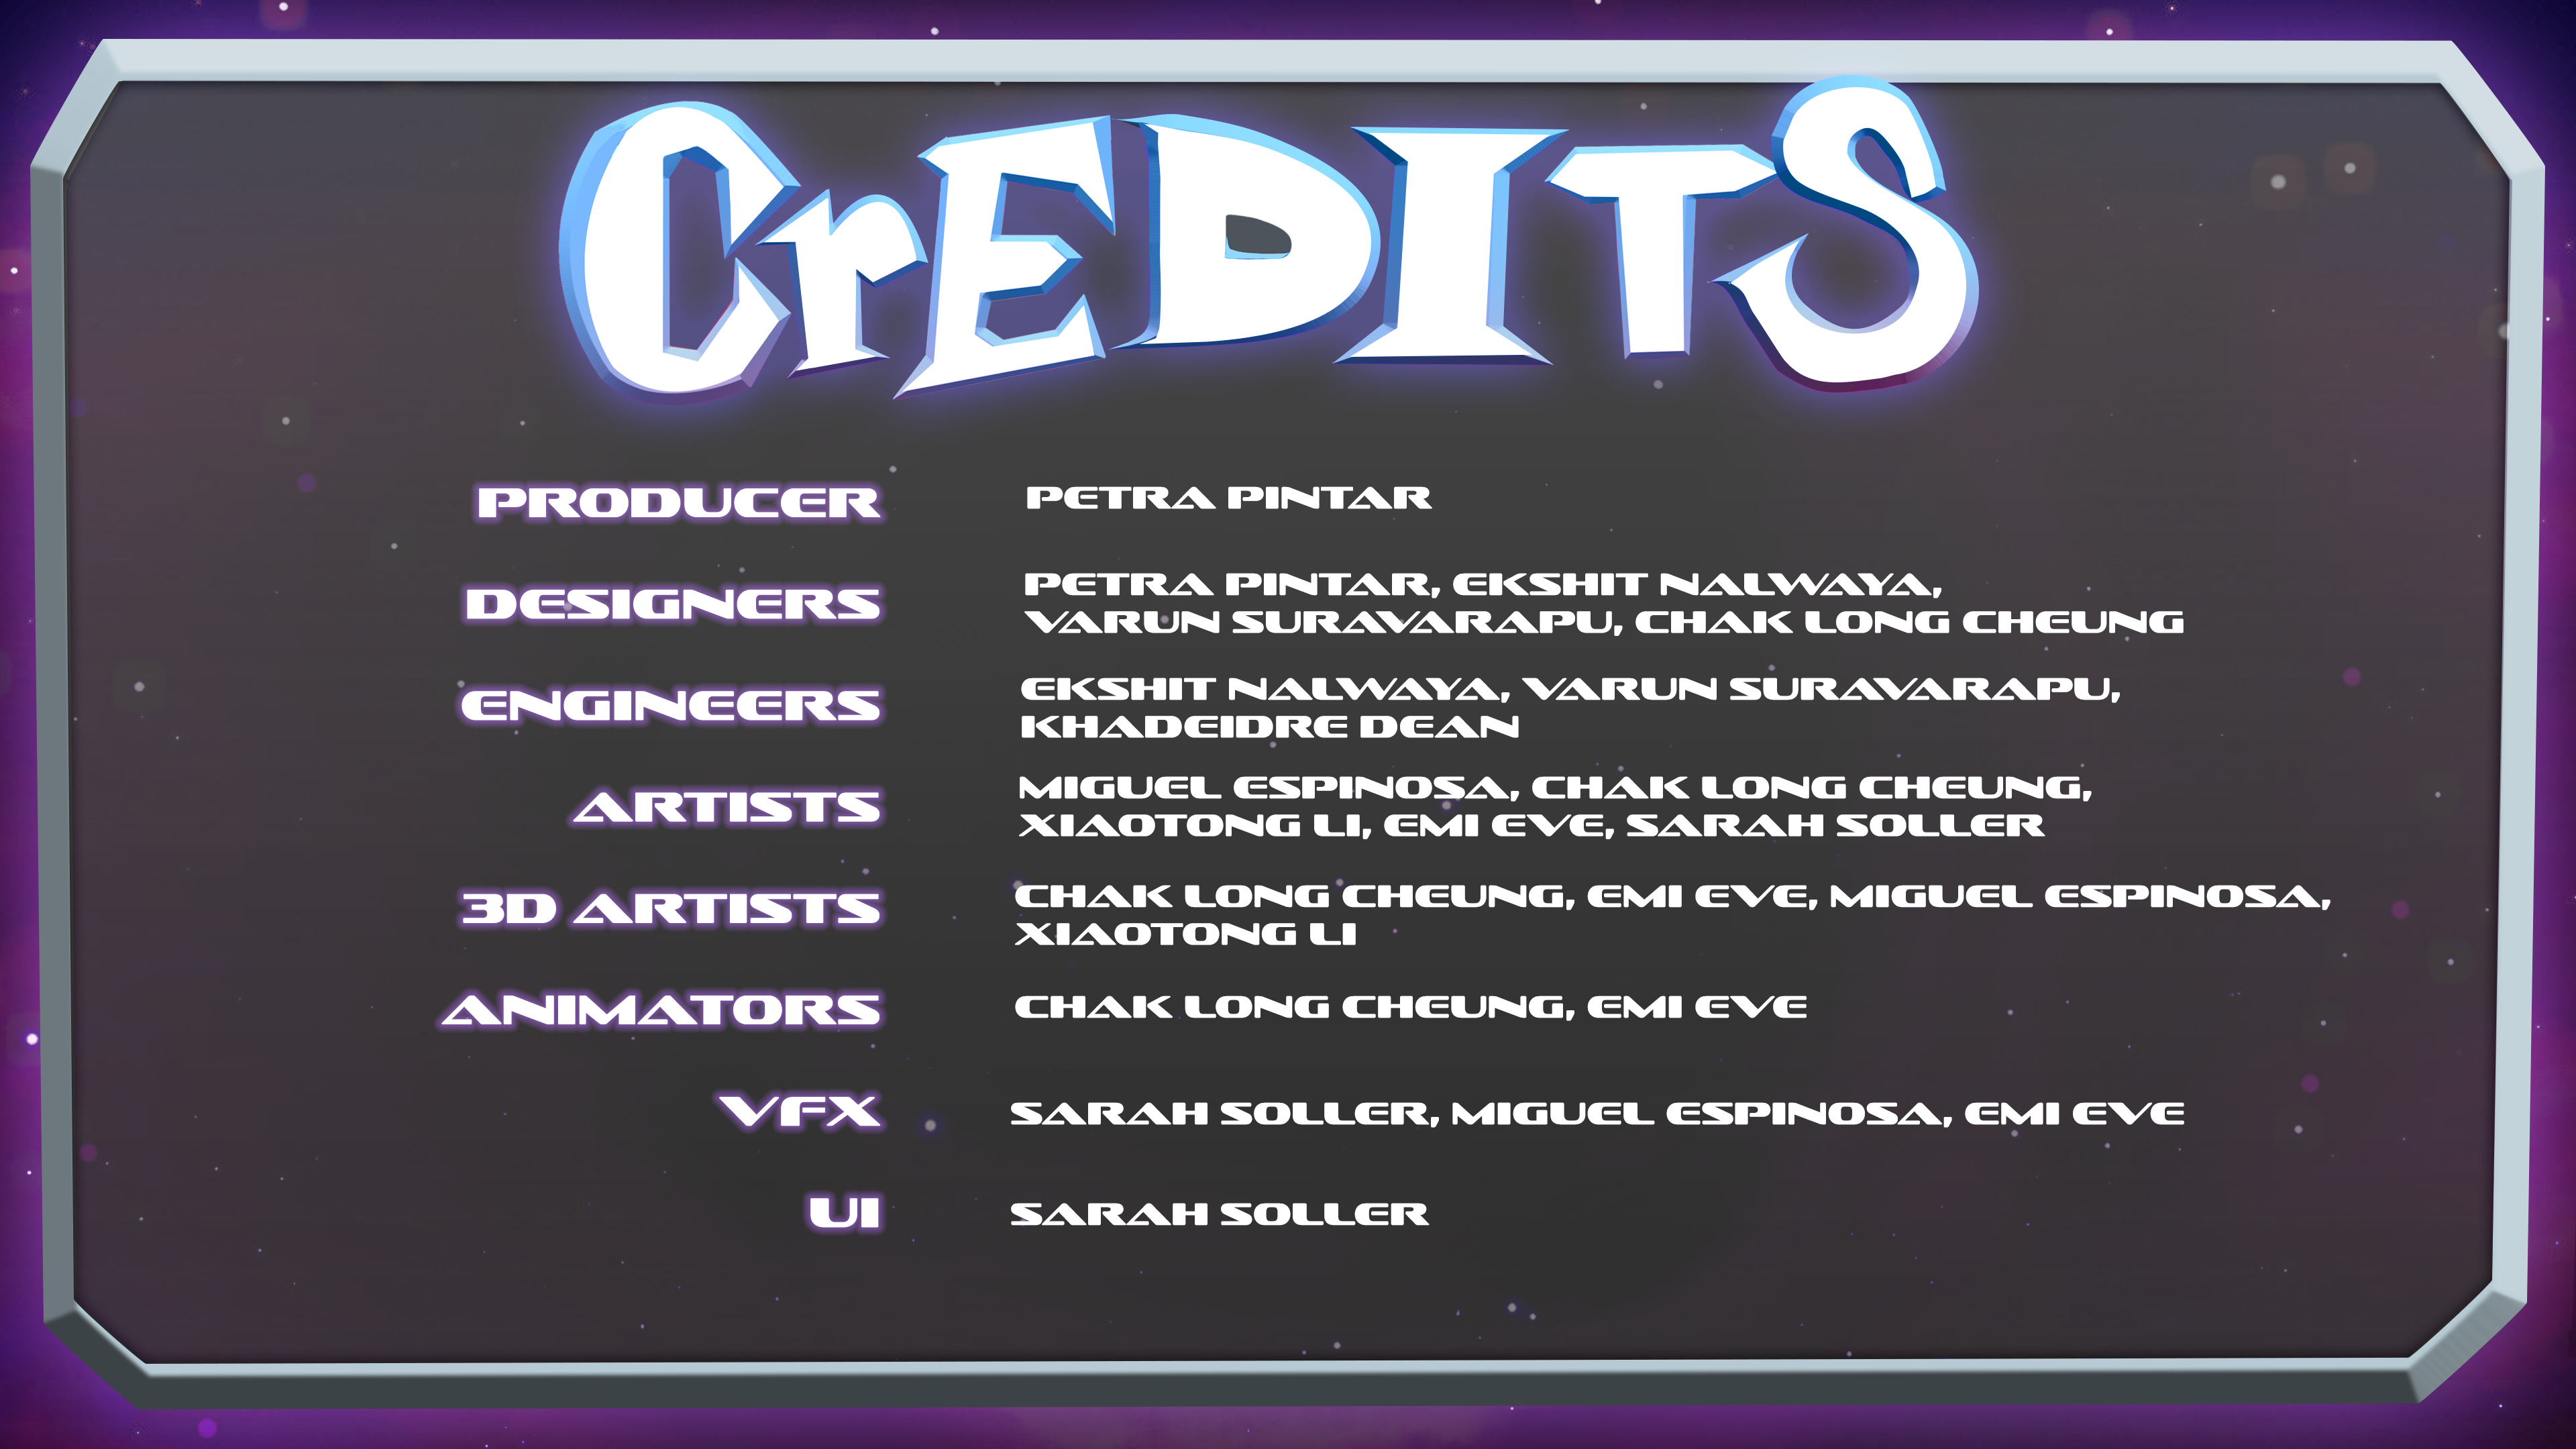 CrEDITS
PRODUCER PETRA PINTAR
DESIGNERS PETRA PINTAR, EKSHIT NALWAYA,
VARUN SURAVARAPU, CHAK LONG CHEUNG
ENGINEERS EKSHIT NALWAYA, VARUN SURAVARAPU,
KHADEIDRE DEAN
ARTISTS MIGUEL ESPINOSA, CHAK LONG CHEUNG,
XIAOTONG LI, EMI EVE, SARAH SOLLER
3D ARTISTS CHAK LONG CHEUNG, EMI EVE, MIGUEL ESPINOSA,
XIAOTONG LI
ANIMATORS CHAK LONG CHEUNG, EMI EVE
VFX SARAH SOLLER, MIGUEL ESPINOSA, EMI EVE
UI SARAH SOLLER